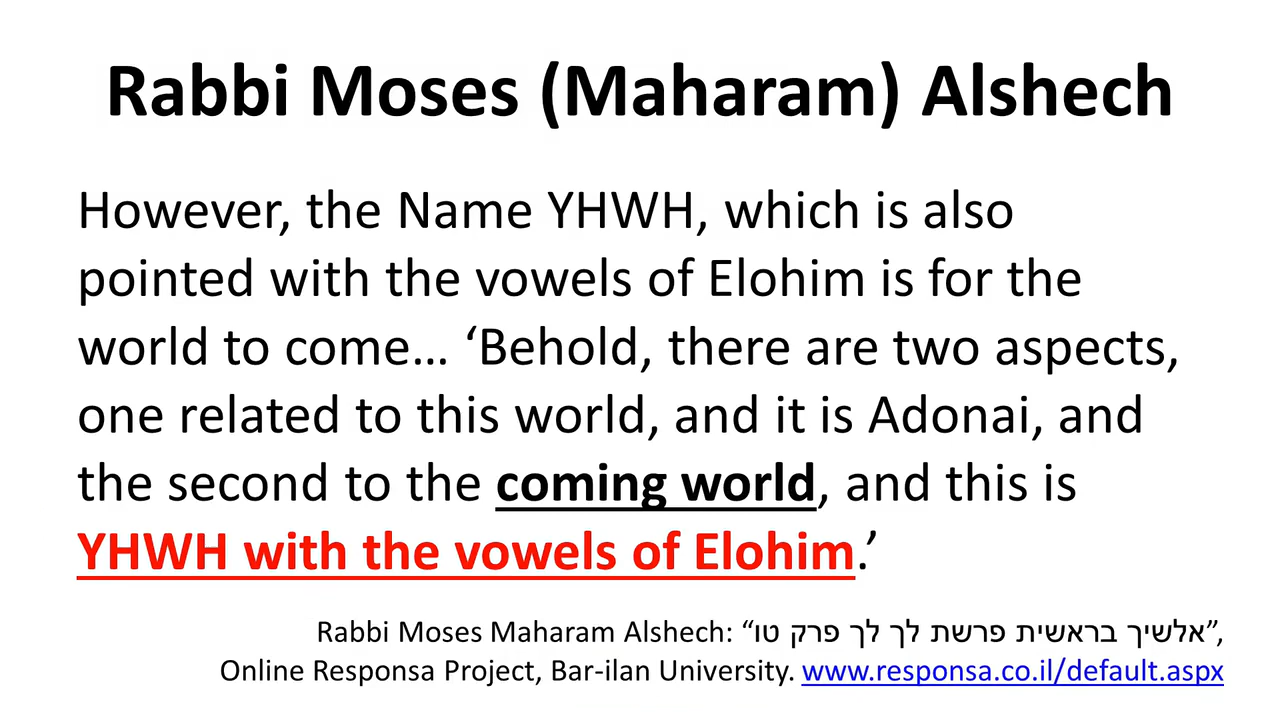 Rabbi Moses (Maharam) Alshech
However, the Name YHWH, which is also
pointed with the vowels of Elohim is for the
world to come… ‘Behold, there are two aspects,
one related to this world, and it is Adonai, and
the second to the coming world, and this is
YHWH with the vowels of Elohim.’
Rabbi Moses Maharam Alshech: “אלשיך בראשית פרשת לך לך פרק טו”,
Online Responsa Project, Bar-ilan University. www.responsa.co.il/default.aspx